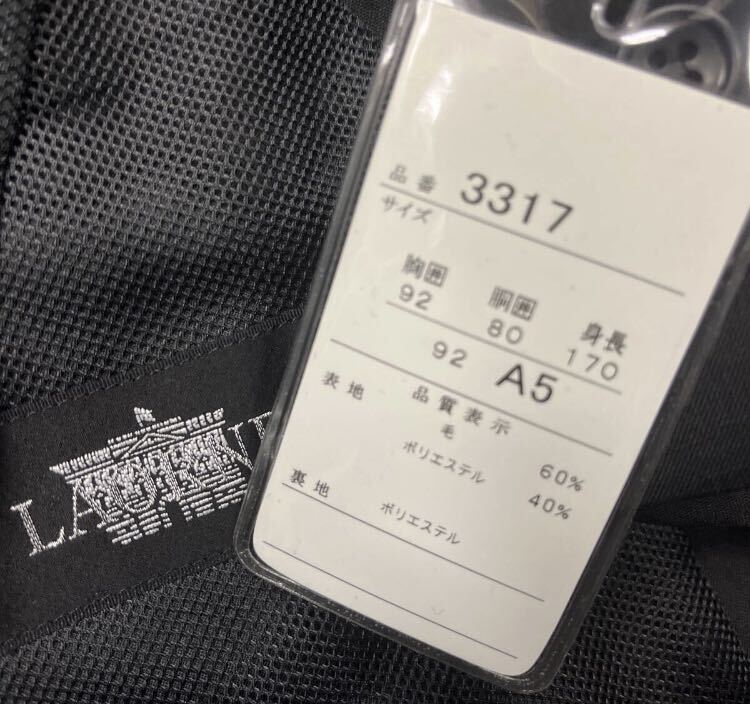 品番 3317
サイズ
胸囲 胴囲 身長
92 80 170
92 A5
表地 品質表示
毛 60%
ポリエステル 40%
裏地
ポリエステル